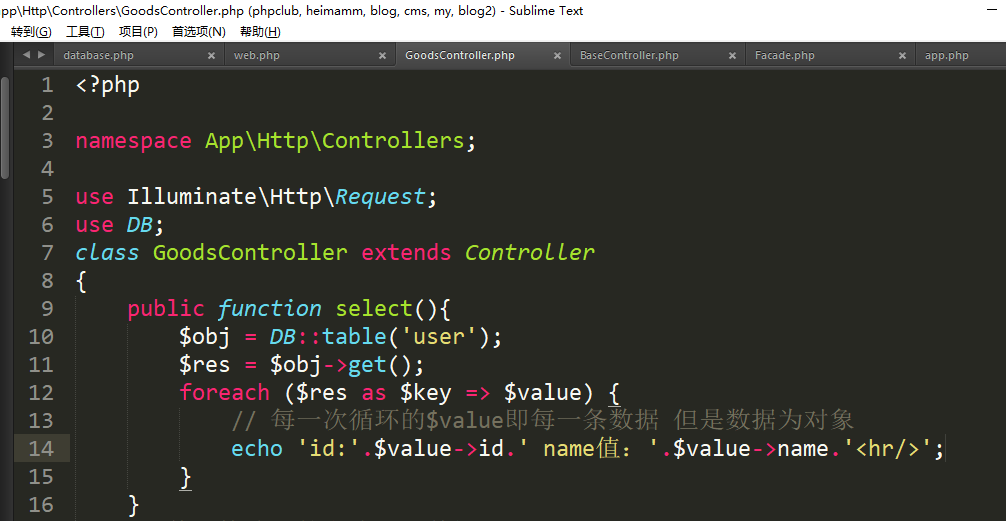 pp\Http\Controllers\GoodsController.php (phpclub, heimamm, blog, cms, my, blog2) - Sublime Text
转到(G) 工具(T) 项目(P) 首选项(N) 帮助(H)
database.php × web.php × GoodsController.php × BaseController.php × Facade.php × app.php
1 <?php
2
3 namespace App\Http\Controllers;
4
5 use Illuminate\Http\Request;
6 use DB;
7 class GoodsController extends Controller
8 {
9 public function select(){
10 $obj = DB::table('user');
11 $res = $obj->get();
12 foreach ($res as $key => $value) {
13 // 每一次循环的$value即每一条数据 但是数据为对象
14 echo 'id:'.$value->id.' name值：'.$value->name.'<hr/>';
15 }
16 }